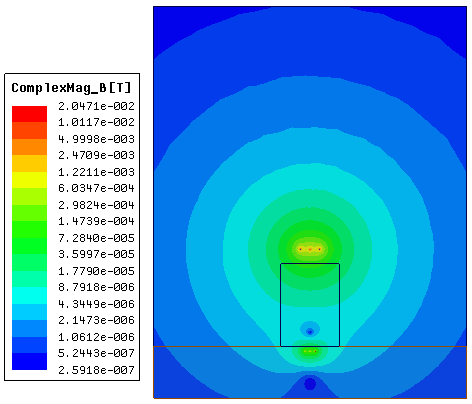 ComplexMag_B[T]
2.0471e-002
1.0117e-002
4.9998e-003
2.4709e-003
1.2211e-003
6.0347e-004
2.9824e-004
1.4739e-004
7.2840e-005
3.5997e-005
1.7790e-005
8.7918e-006
4.3449e-006
2.1473e-006
1.0612e-006
5.2443e-007
2.5918e-007